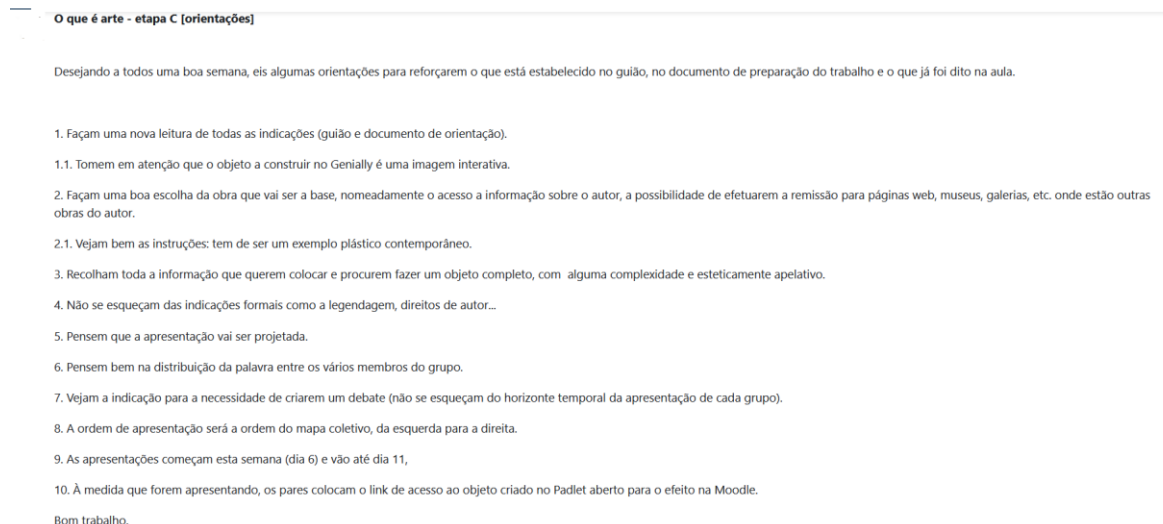 O que é arte - etapa C [orientações]
Desejando a todos uma boa semana, eis algumas orientações para reforçarem o que está estabelecido no guião, no documento de preparação do trabalho e o que já foi dito na aula.
1. Façam uma nova leitura de todas as indicações (guião e documento de orientação).
1.1. Tomem em atenção que o objeto a construir no Genially é uma imagem interativa.
2. Façam uma boa escolha da obra que vai ser a base, nomeadamente o acesso a informação sobre o autor, a possibilidade de efetuarem a remissão para páginas web, museus, galerias, etc. onde estão outras
obras do autor.
2.1. Vejam bem as instruções: tem de ser um exemplo plástico contemporâneo.
3. Recolham toda a informação que querem colocar e procurem fazer um objeto completo, com alguma complexidade e esteticamente apelativo.
4. Não se esqueçam das indicações formais como a legendagem, direitos de autor...
5. Pensem que a apresentação vai ser projetada.
6. Pensem bem na distribuição da palavra entre os vários membros do grupo.
7. Vejam a indicação para a necessidade de criarem um debate (não se esqueçam do horizonte temporal da apresentação de cada grupo).
8. A ordem de apresentação será a ordem do mapa coletivo, da esquerda para a direita.
9. As apresentações começam esta semana (dia 6) e vão até dia 11,
10. À medida que forem apresentando, os pares colocam o link de acesso ao objeto criado no Padlet aberto para o efeito na Moodle.
Bom trabalho.